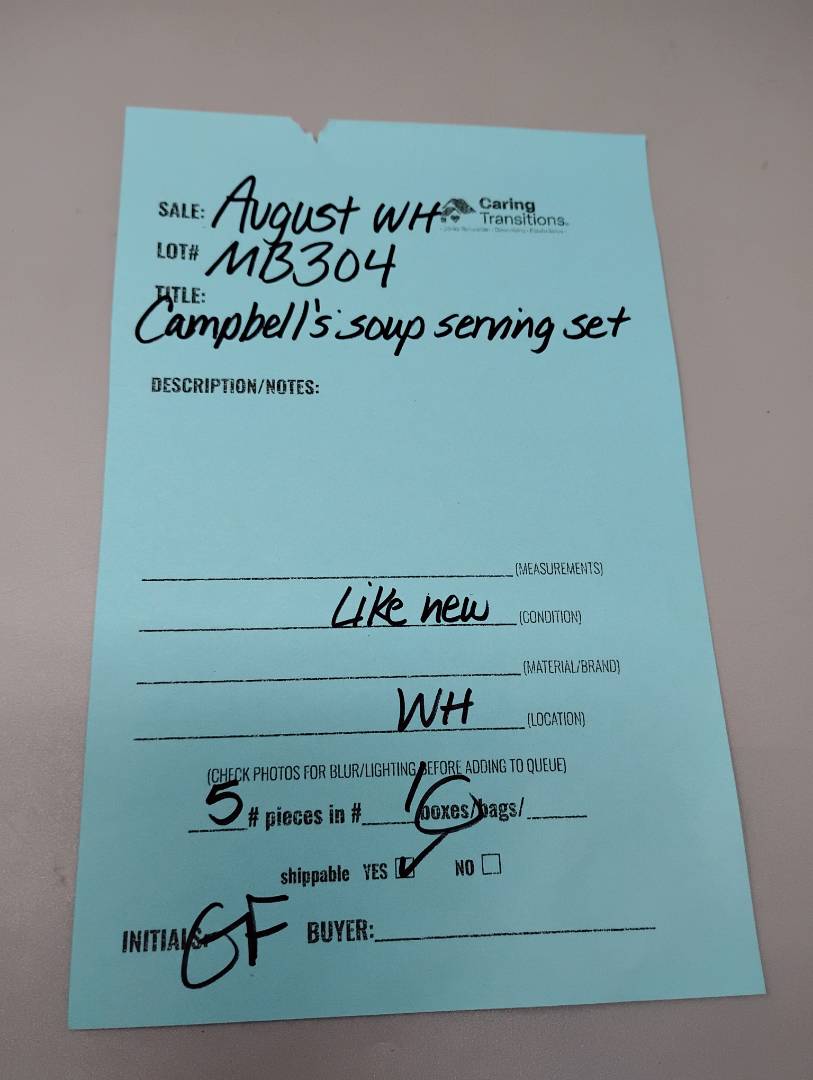 SALE: August WH Caring Transitions.
LOT# MB304
TITLE:
Campbell's soup serving set
DESCRIPTION/NOTES:
(MEASUREMENTS)
Like new (CONDITION)
(MATERIAL/BRAND)
WH (LOCATION)
(CHECK PHOTOS FOR BLUR/LIGHTING BEFORE ADDING TO QUEUE)
5 # pieces in # 1 boxes/bags/
shippable YES NO
INITIALS: GF BUYER: